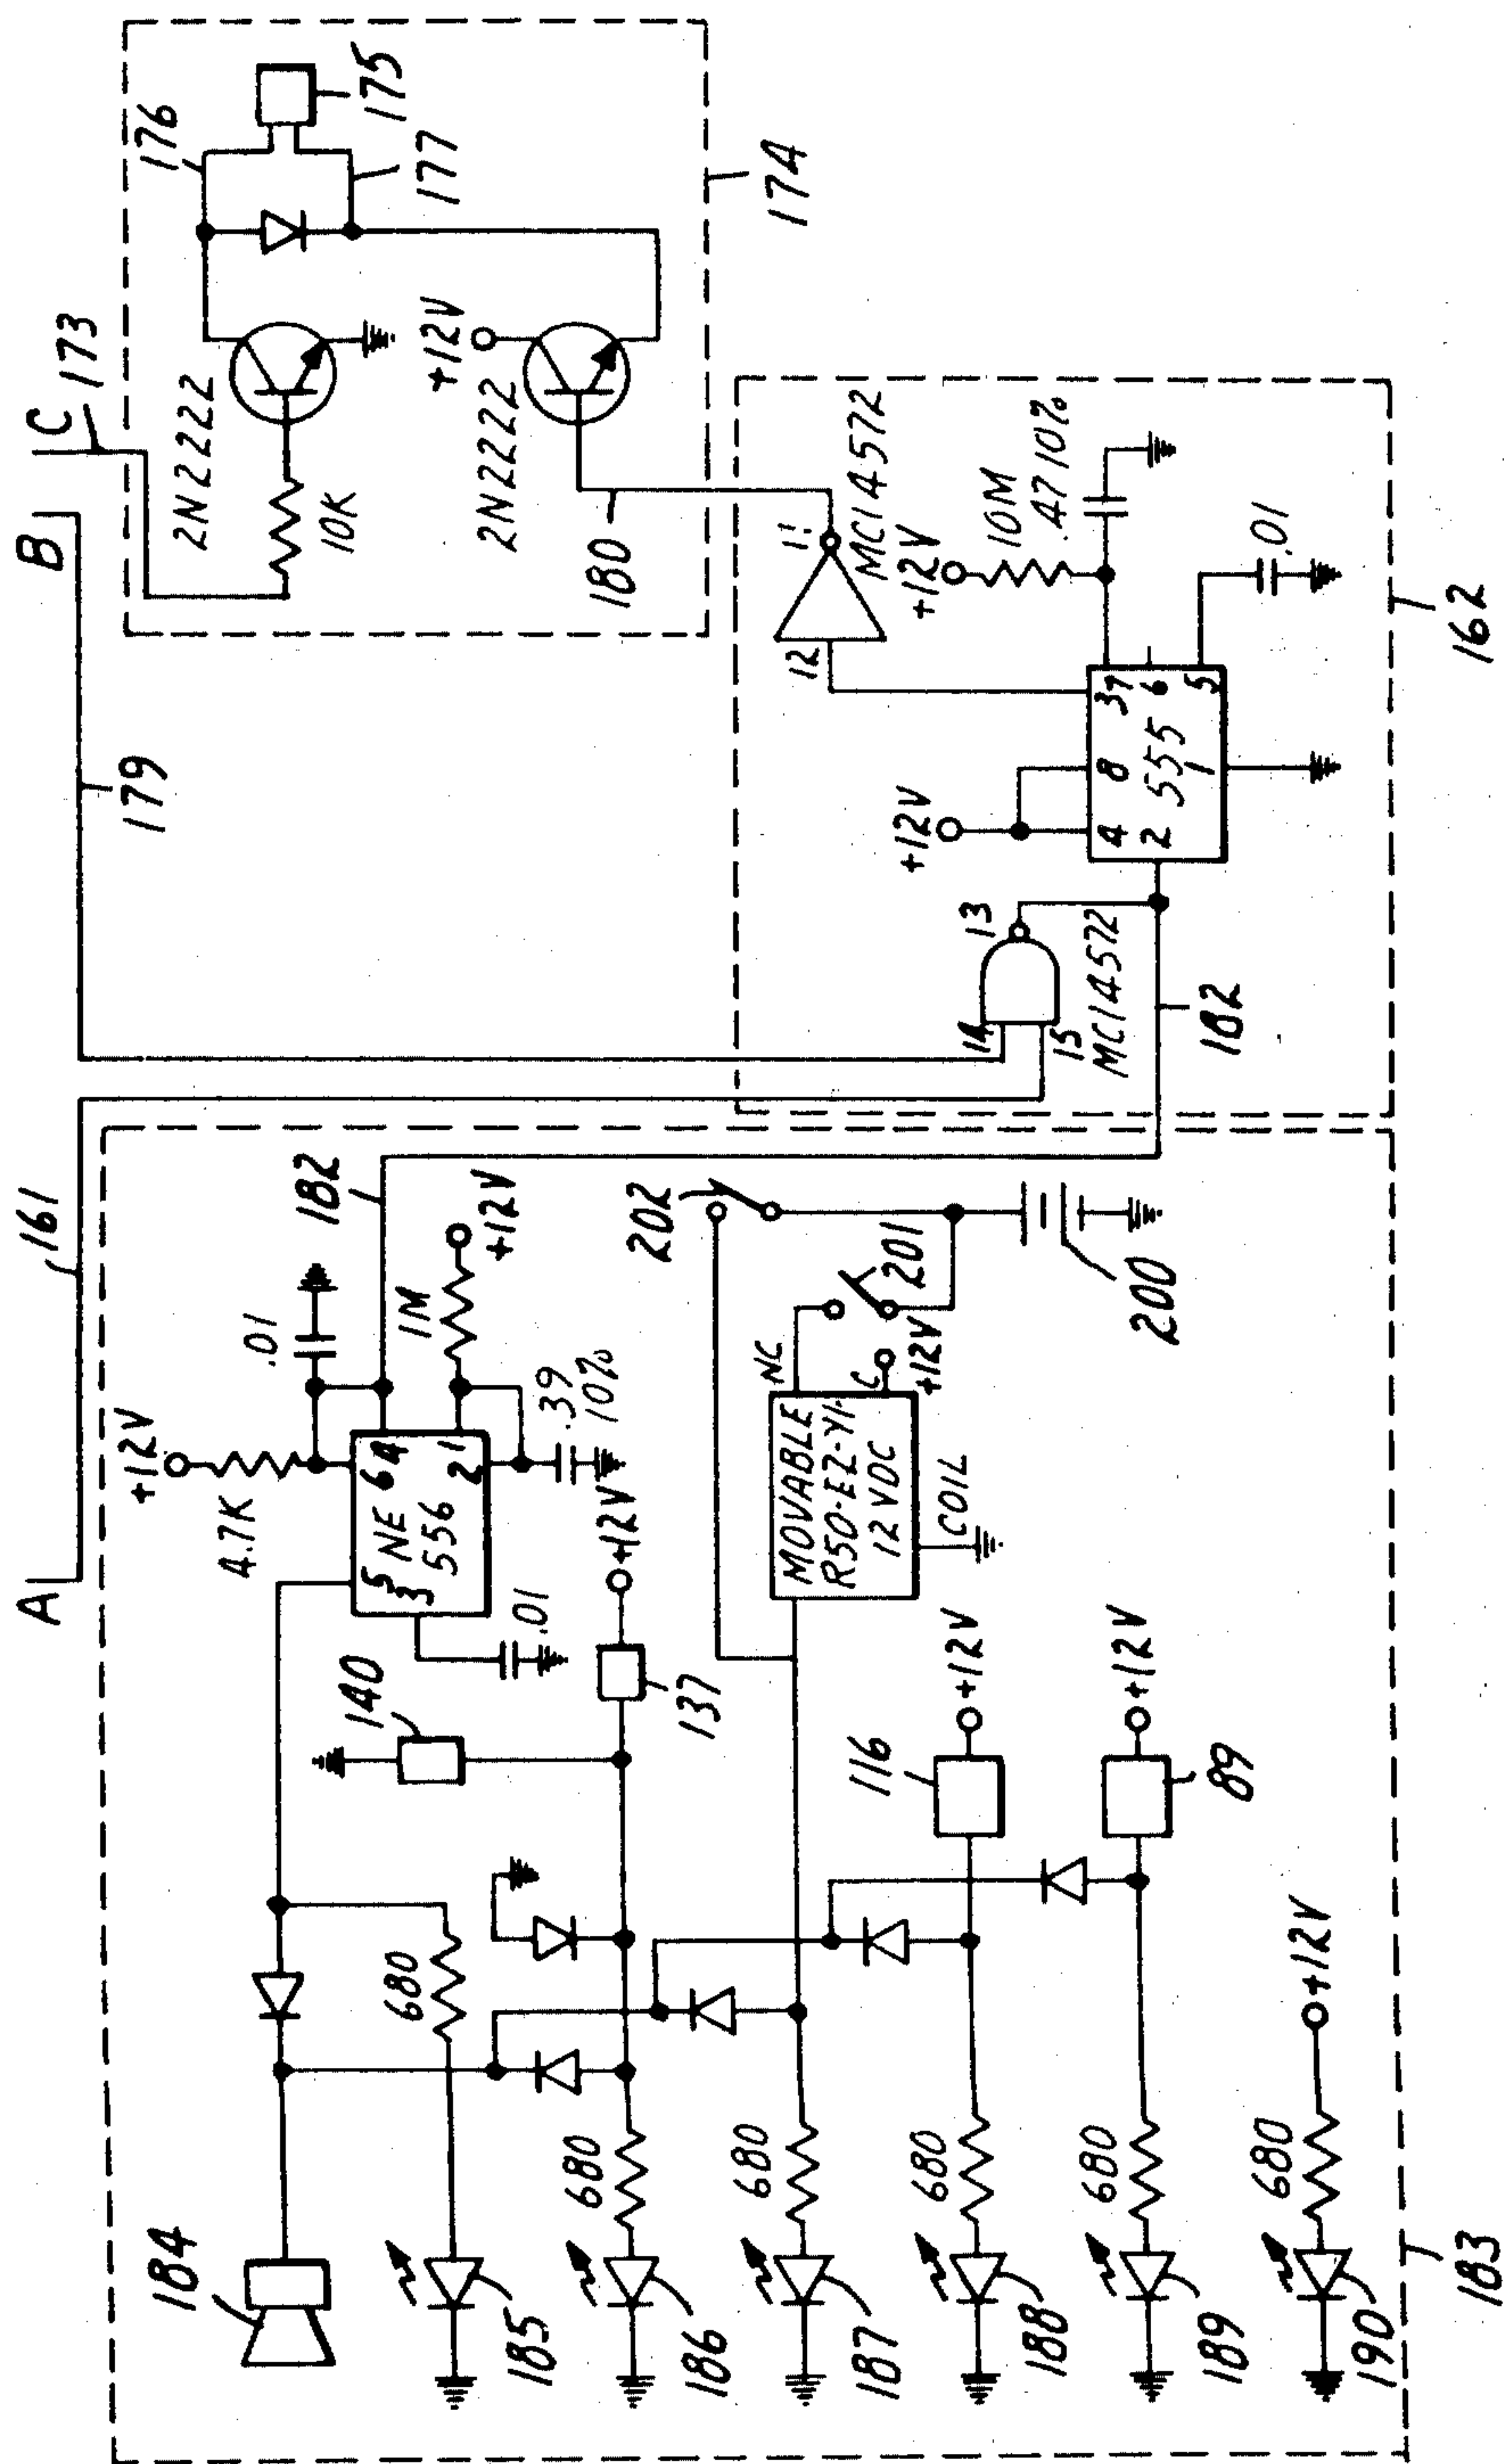 A
161
179
B
C
173
176
175
177
174
2N2222
10K
+12V
2N2222
180
11
12
MC14572
+12V
10M
.47 10%
.01
3 7
6
5
8
555
1
4
2
+12V
13
14
15
MC14572
182
162
+12V
4.7K
.01
182
1M
+12V
6 4
5 NE
556
3
2 1
.01
.39
10%
140
+12V
137
202
201
200
NC
C
+12V
MOVABLE
R50-E2-Y1-
12 VDC
COIL
116
+12V
+12V
89
184
680
185
680
186
680
187
680
188
680
189
+12V
680
190
183